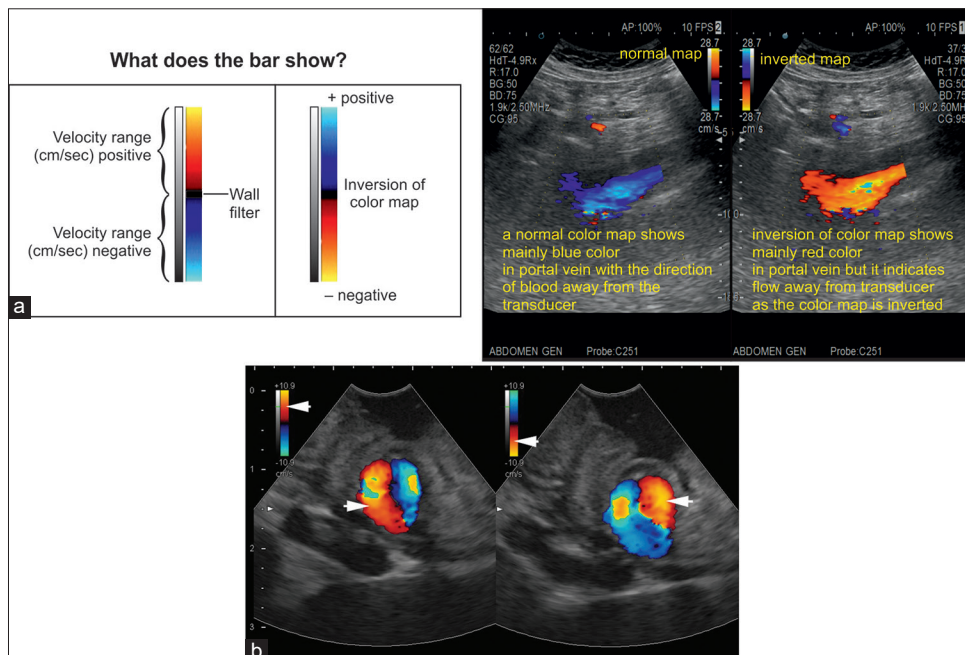 What does the bar show?
Velocity range
(cm/sec) positive
Velocity range
(cm/sec) negative
Wall
filter
+ positive
Inversion of
color map
– negative
a
AP:100% 10 FPS 2
62/62
HdT-4.9Rx
R:17.0
BG:50
BD:75
1.9k/2.50MHz
CG:95
normal map
28.7
28.7
cm/s
5
10.0
a normal color map shows
mainly blue color
in portal vein with the direction
of blood away from the
transducer
ABDOMEN GEN Probe:C251
AP:100% 10 FPS 1
28.7
inverted map
28.7
cm/s
HdT-4.9Rx
R:17.0
BG:50
BD:75
1.9k/2.50MHz
CG:95
inversion of color map shows
mainly red color
in portal vein but it indicates
flow away from transducer
as the color map is inverted
ABDOMEN GEN Probe:C251
0
1
2
3
+10.9
-10.9
cm/s
+10.9
-10.9
cm/s
b